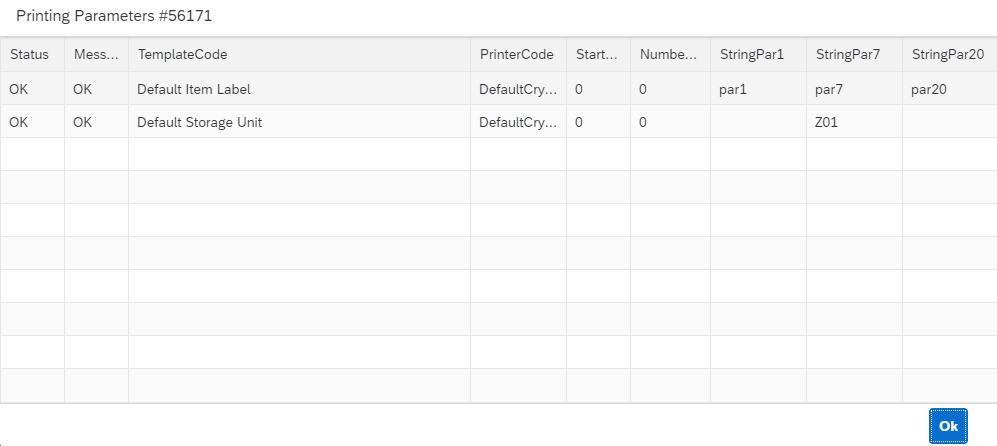 Printing Parameters #56171
Status Mess... TemplateCode PrinterCode Start... Numbe... StringPar1 StringPar7 StringPar20
OK OK Default Item Label DefaultCry... 0 0 par1 par7 par20
OK OK Default Storage Unit DefaultCry... 0 0 Z01
Ok